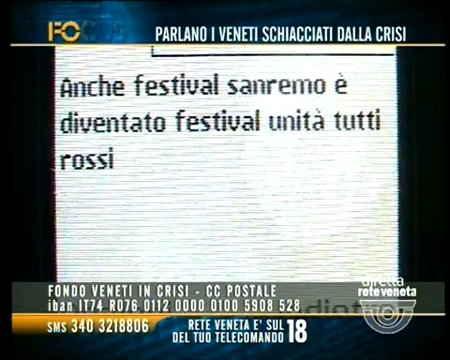 FOCUS
PARLANO I VENETI SCHIACCIATI DALLA CRISI
Anche festival sanremo è
diventato festival unità tutti
rossi
diretta
reteveneta
FONDO VENETI IN CRISI - CC POSTALE
iban IT74 R076 0112 0000 0100 5908 528
SMS 340 3218806
RETE VENETA E' SUL
DEL TUO TELECOMANDO 18